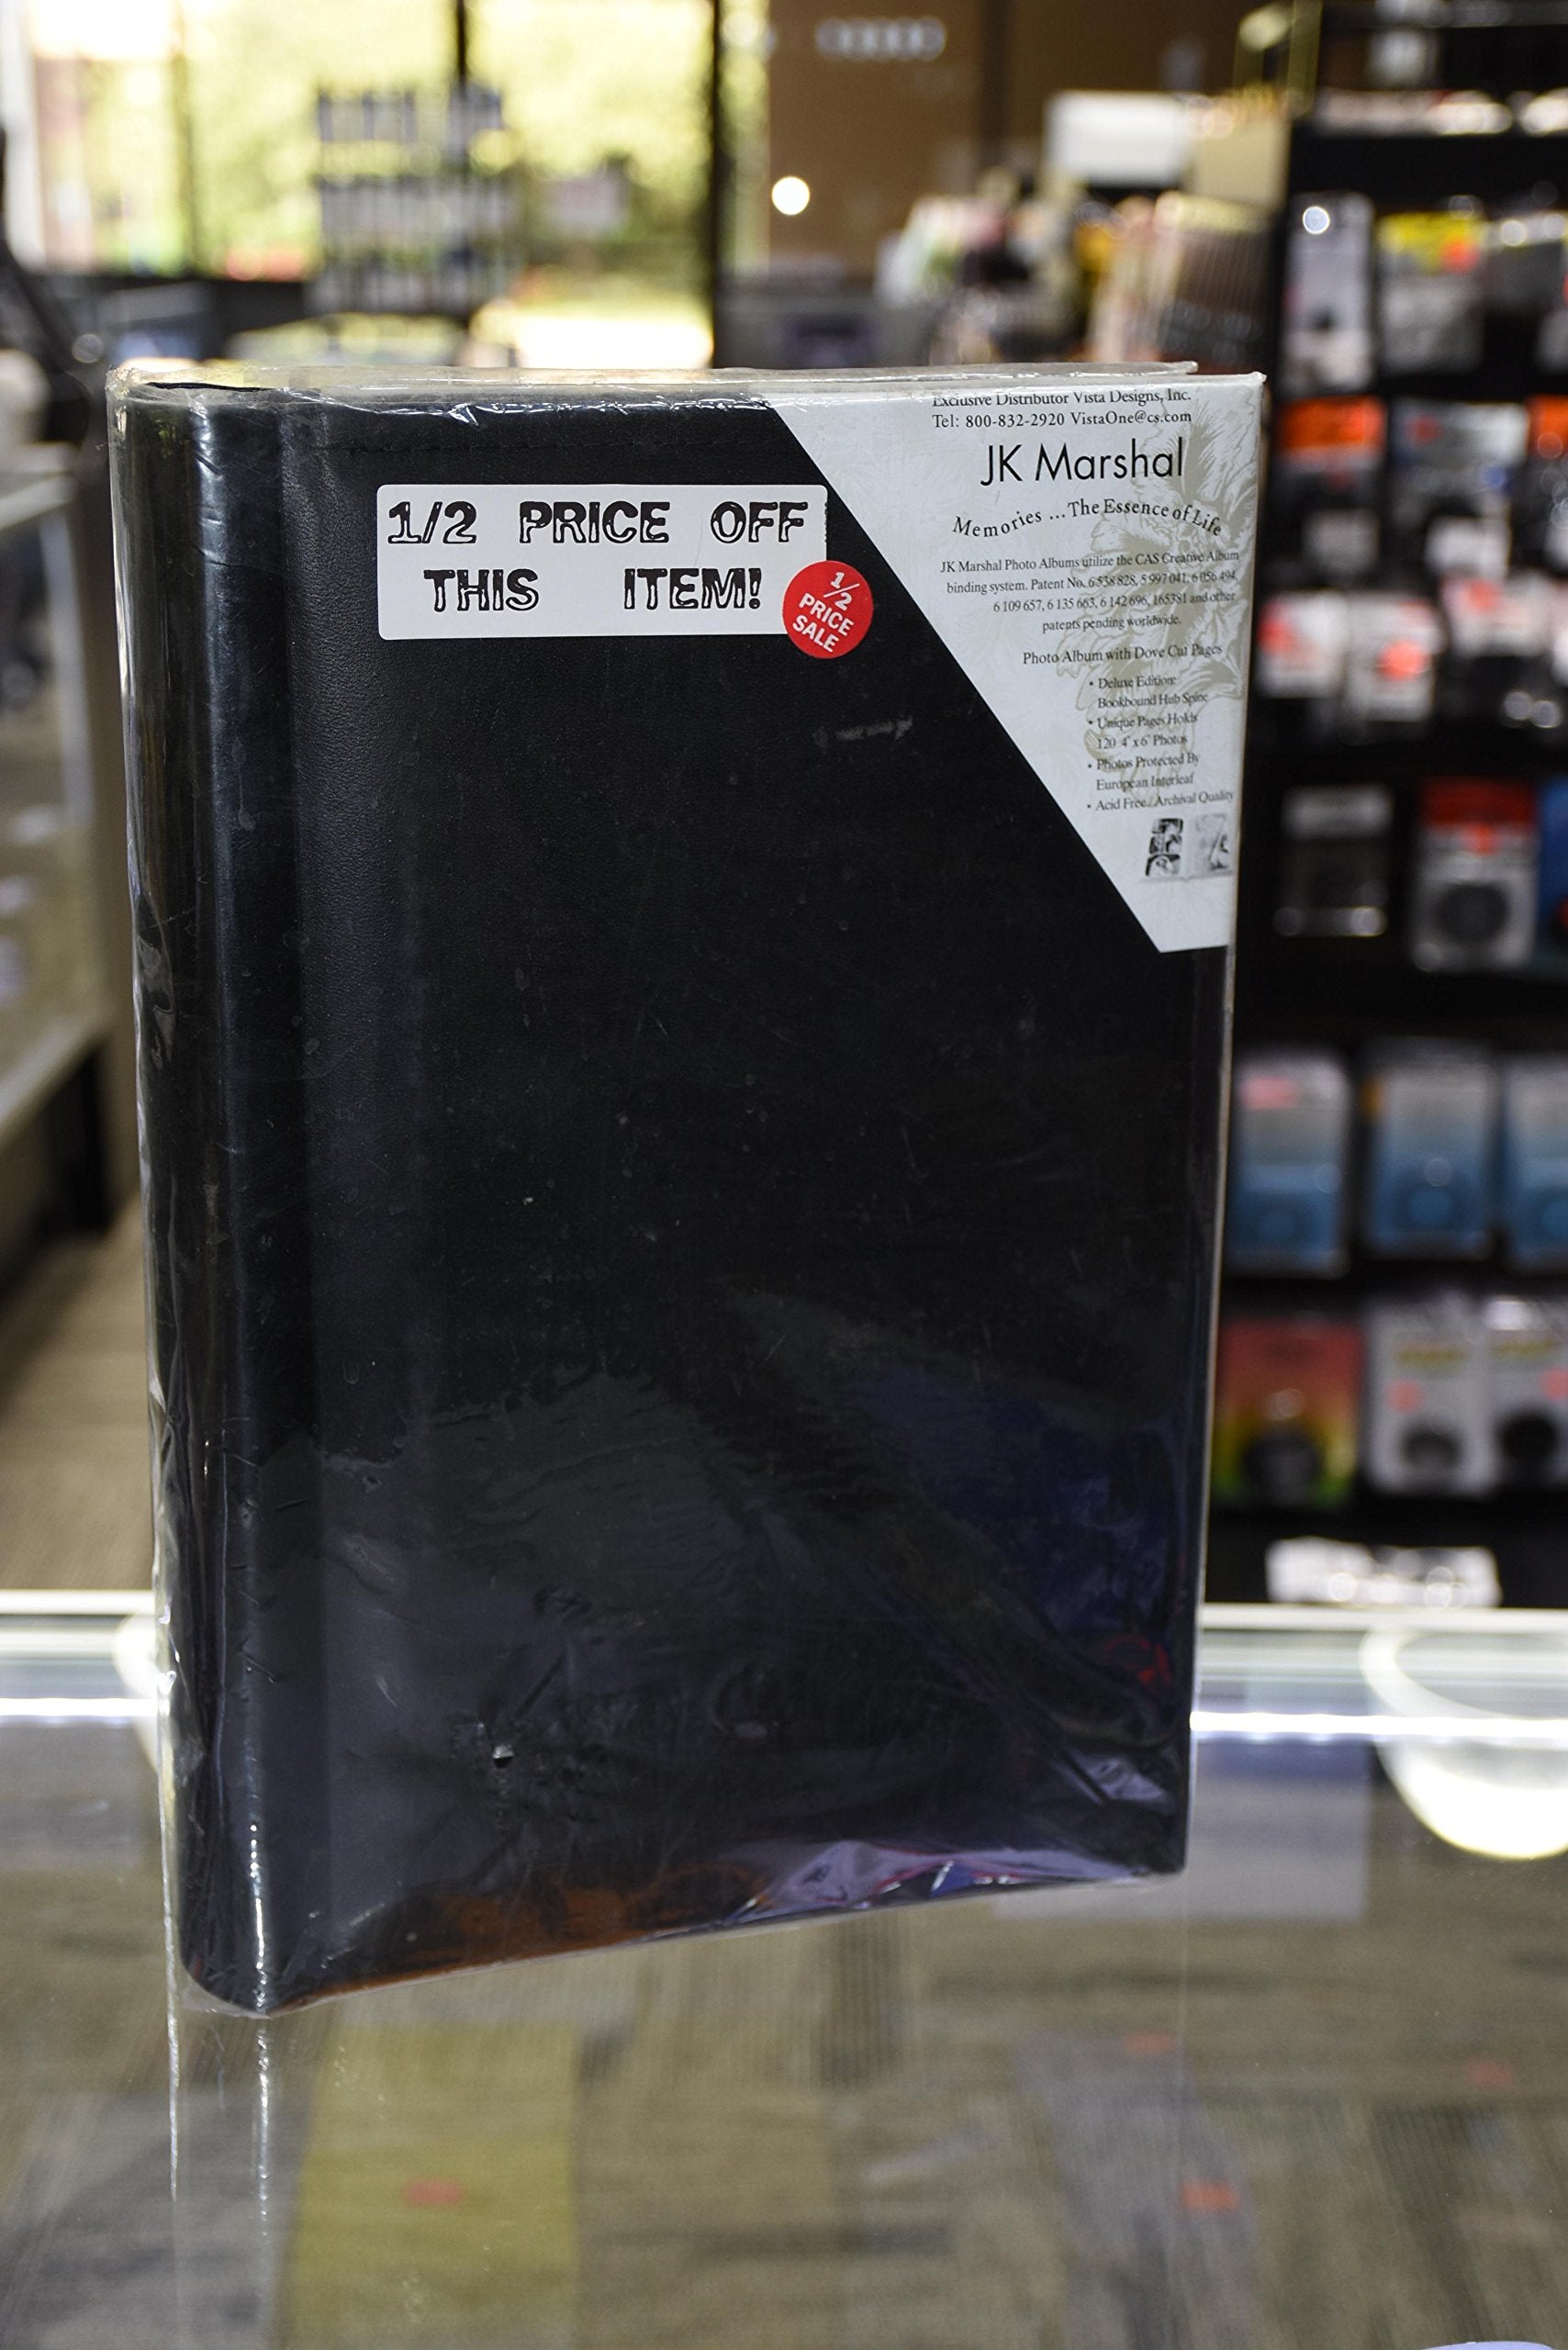 Exclusive Distributor Vista Designs, Inc.
Tel: 800-832-2920 VistaOne@cs.com
JK Marshal
Memories ... The Essence of Life
JK Marshal Photo Albums utilize the CAS Creative Album
binding system. Patent No. 6 538 828, 5 997 041, 6 056 494,
6 109 657, 6 135 663, 6 142 696, 165381 and other
patents pending worldwide.
Photo Album with Dove Cut Pages
• Deluxe Edition:
Bookbound Hub Spine
• Unique Pages Holds
120 4" x 6" Photos
• Photos Protected By
European Interleaf
• Acid Free / Archival Quality
1/2 PRICE OFF
THIS ITEM!
1/2
PRICE
SALE